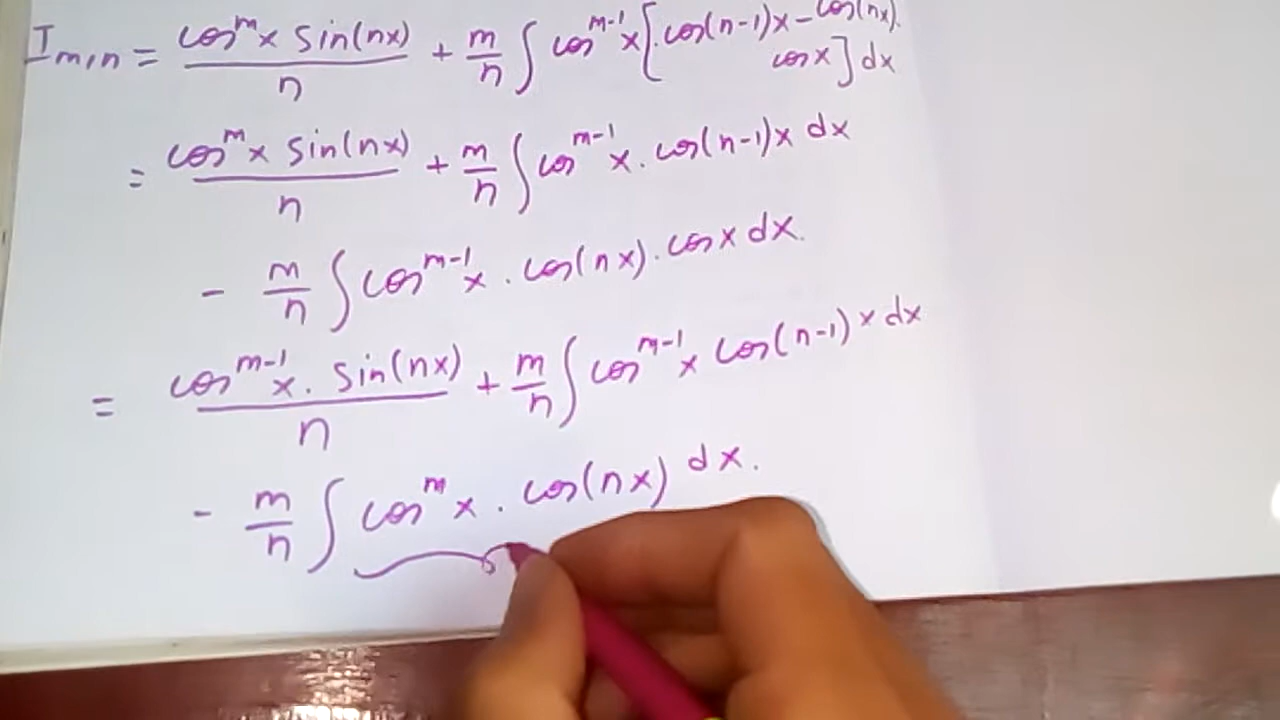 I m,n = cos^m x sin(nx) / n + m/n ∫ cos^{m-1} x [. cos(n-1)x - cos(nx).
cos x] dx
= cos^m x sin(nx) / n + m/n ∫ cos^{m-1} x . cos(n-1)x dx
- m/n ∫ cos^{m-1} x . cos(nx) . cos x dx.
= cos^{m-1} x . sin(nx) / n + m/n ∫ cos^{m-1} x cos(n-1) x dx
- m/n ∫ cos^m x . cos(nx) dx.